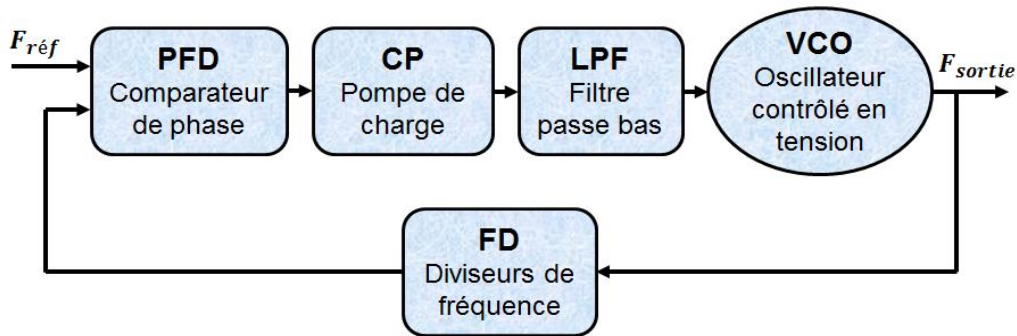 F_réf
PFD
Comparateur
de phase
CP
Pompe de
charge
LPF
Filtre
passe bas
VCO
Oscillateur
contrôlé en
tension
F_sortie
FD
Diviseurs de
fréquence